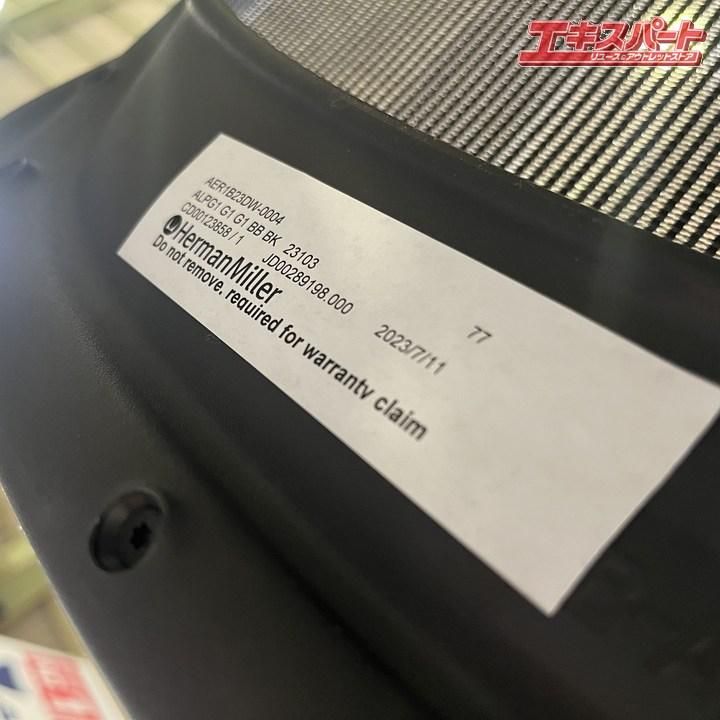 エキスパート
リユース&アウトレットストア
AER1B23DW-0004
ALPG1 G1 G1 BB BK 23103
CD00123858 / 1 JD00289198.000
HermanMiller 2023/7/11 77
Do not remove, required for warranty claim